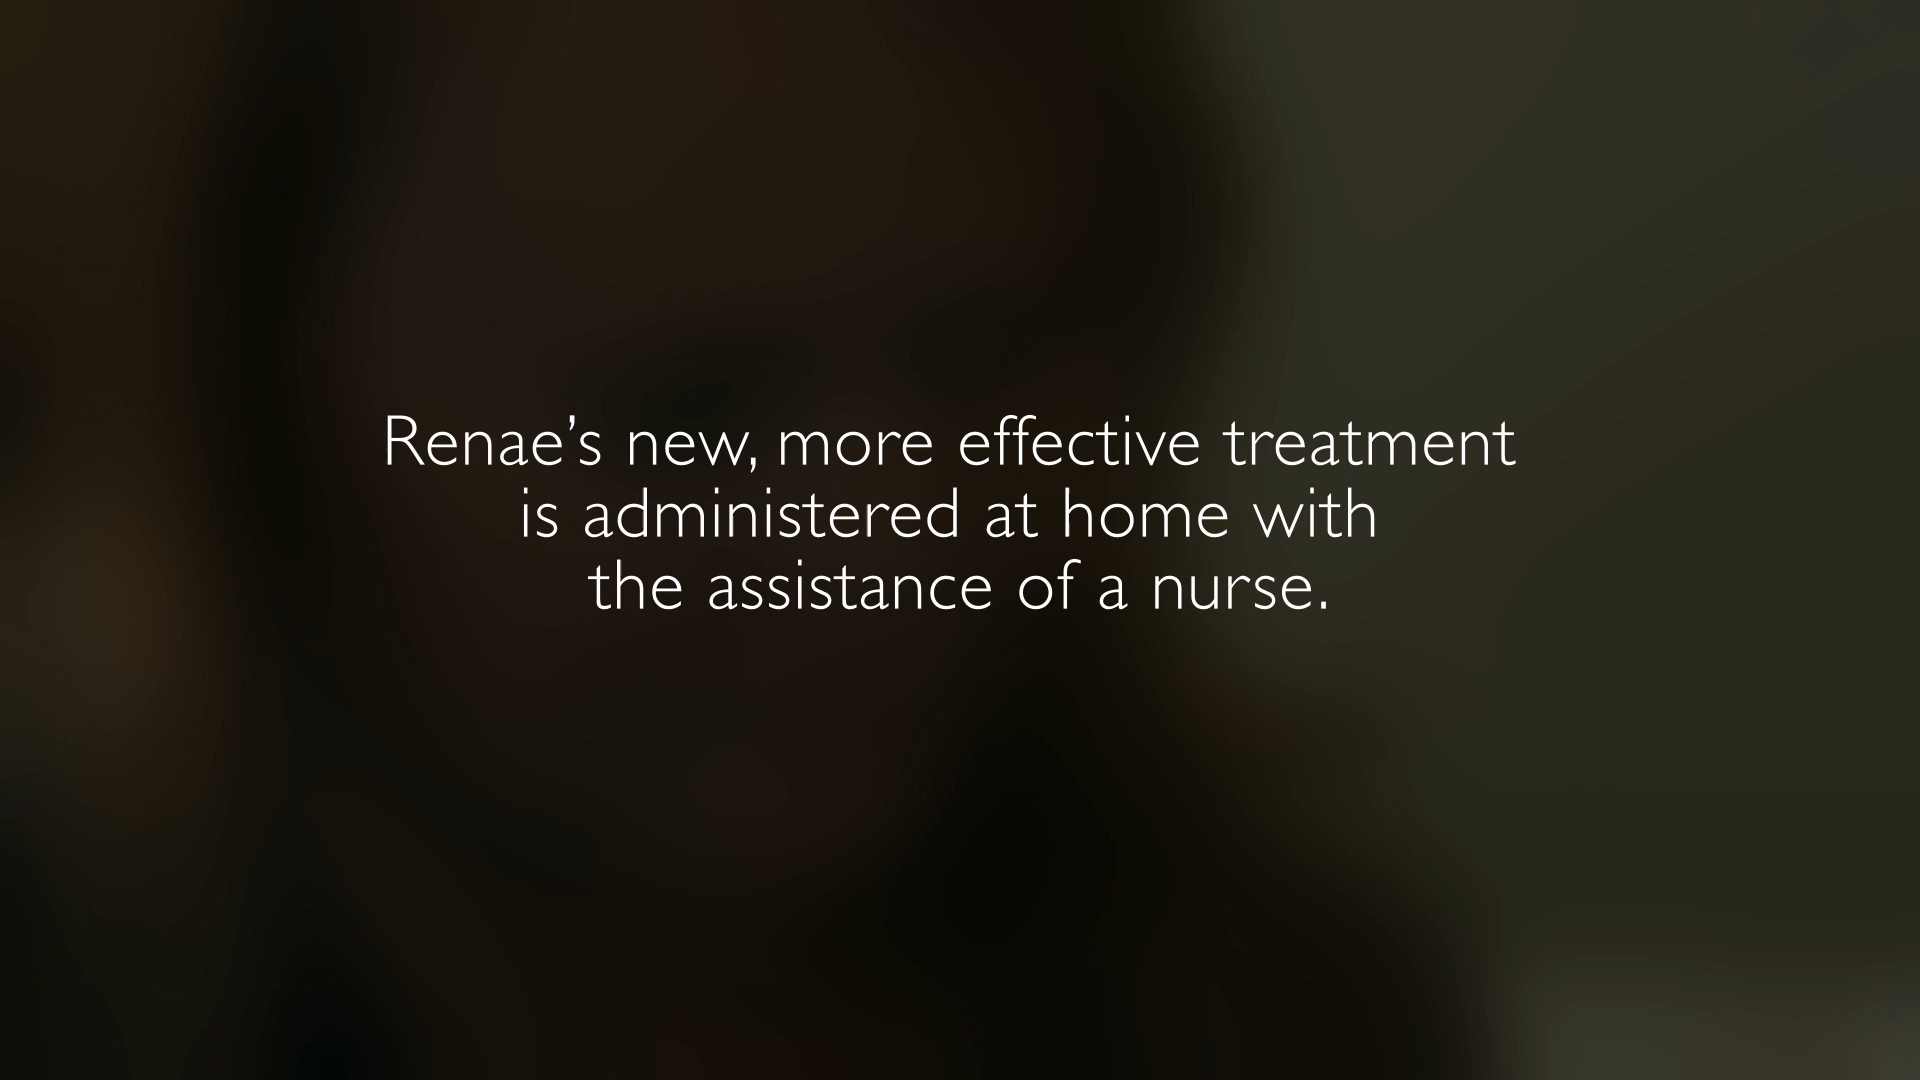 Renae’s new, more effective treatment
is administered at home with
the assistance of a nurse.